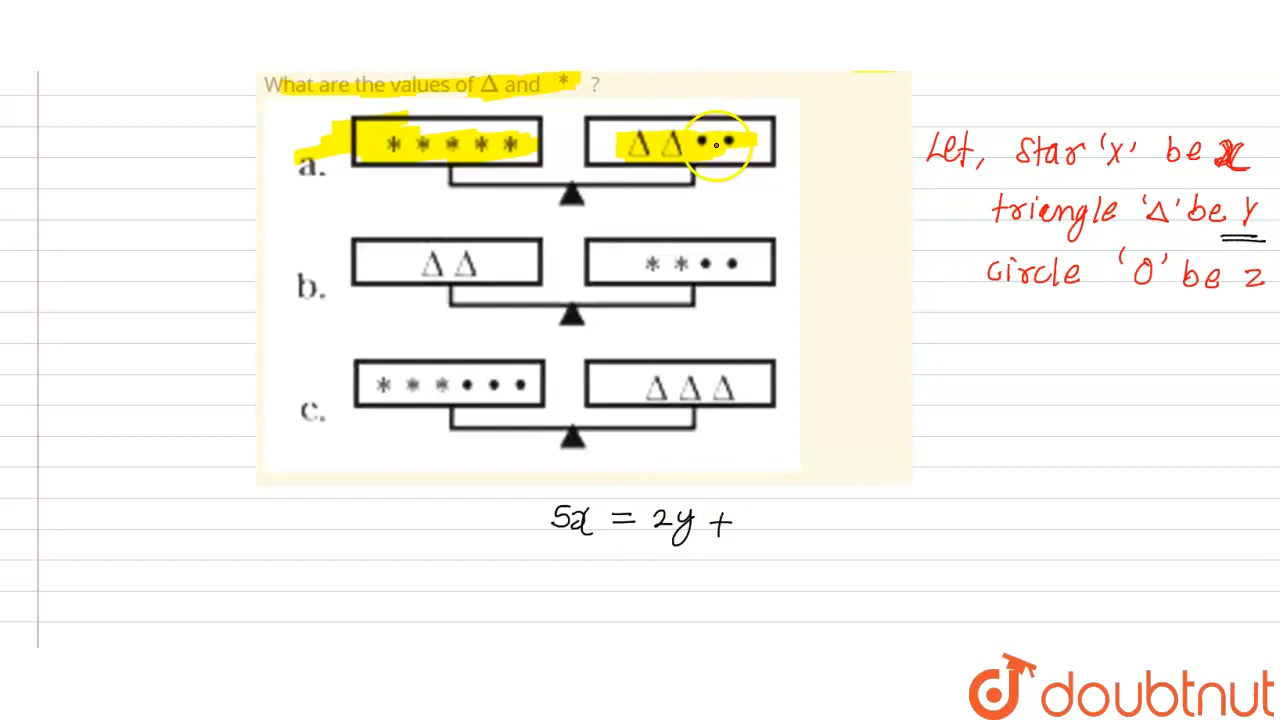 What are the values of Δ and * ?
a. * * * * * Δ Δ • •
b. Δ Δ * * • •
c. * * * • • • Δ Δ Δ
Let, star 'x' be x
triangle 'Δ' be y
circle 'O' be z
5x = 2y +
doubtnut